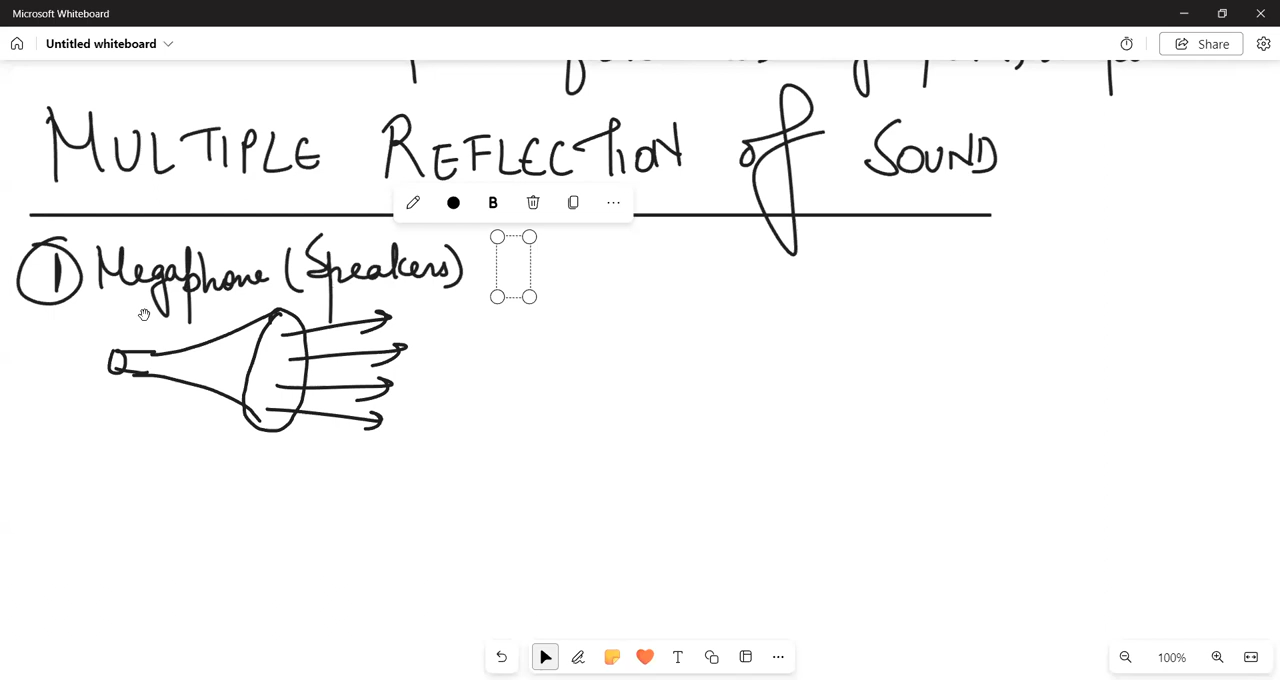 Microsoft Whiteboard
Untitled whiteboard
Share
MULTIPLE REFLECTION of SOUND
B
1 Megaphone (Speakers)
T
100%